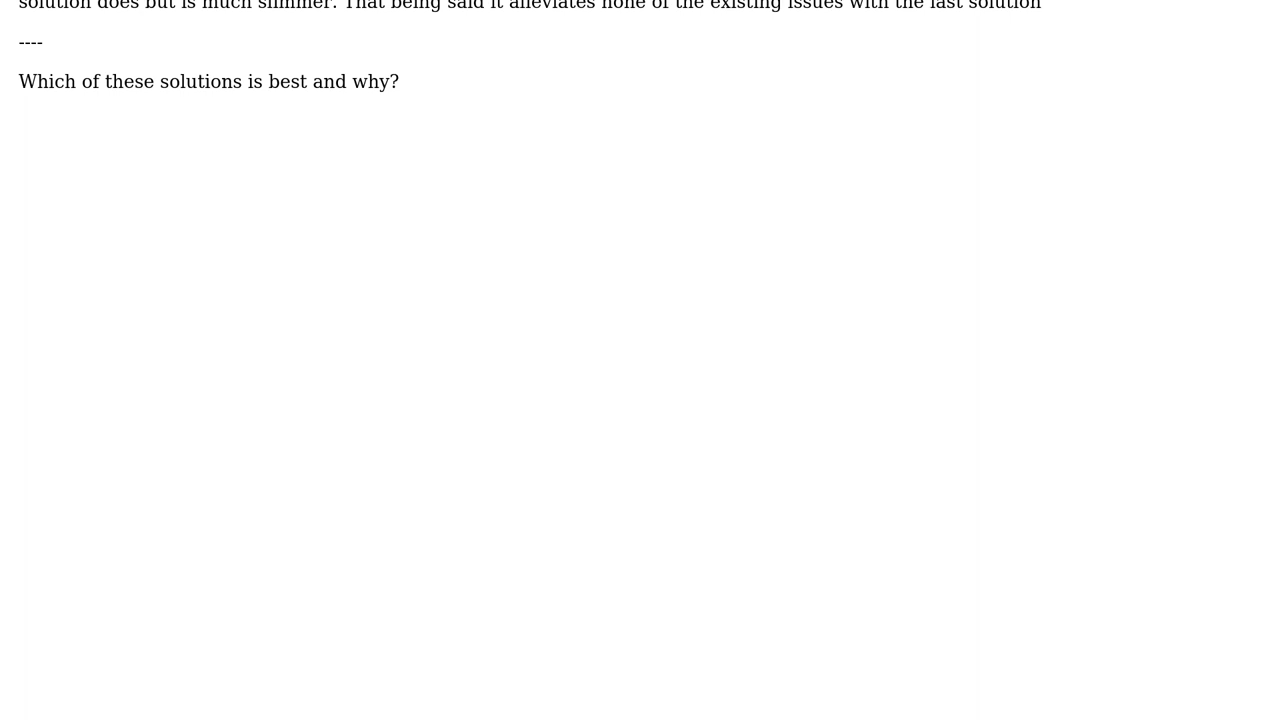 solution does but is much slimmer. That being said it alleviates none of the existing issues with the last solution
----
Which of these solutions is best and why?